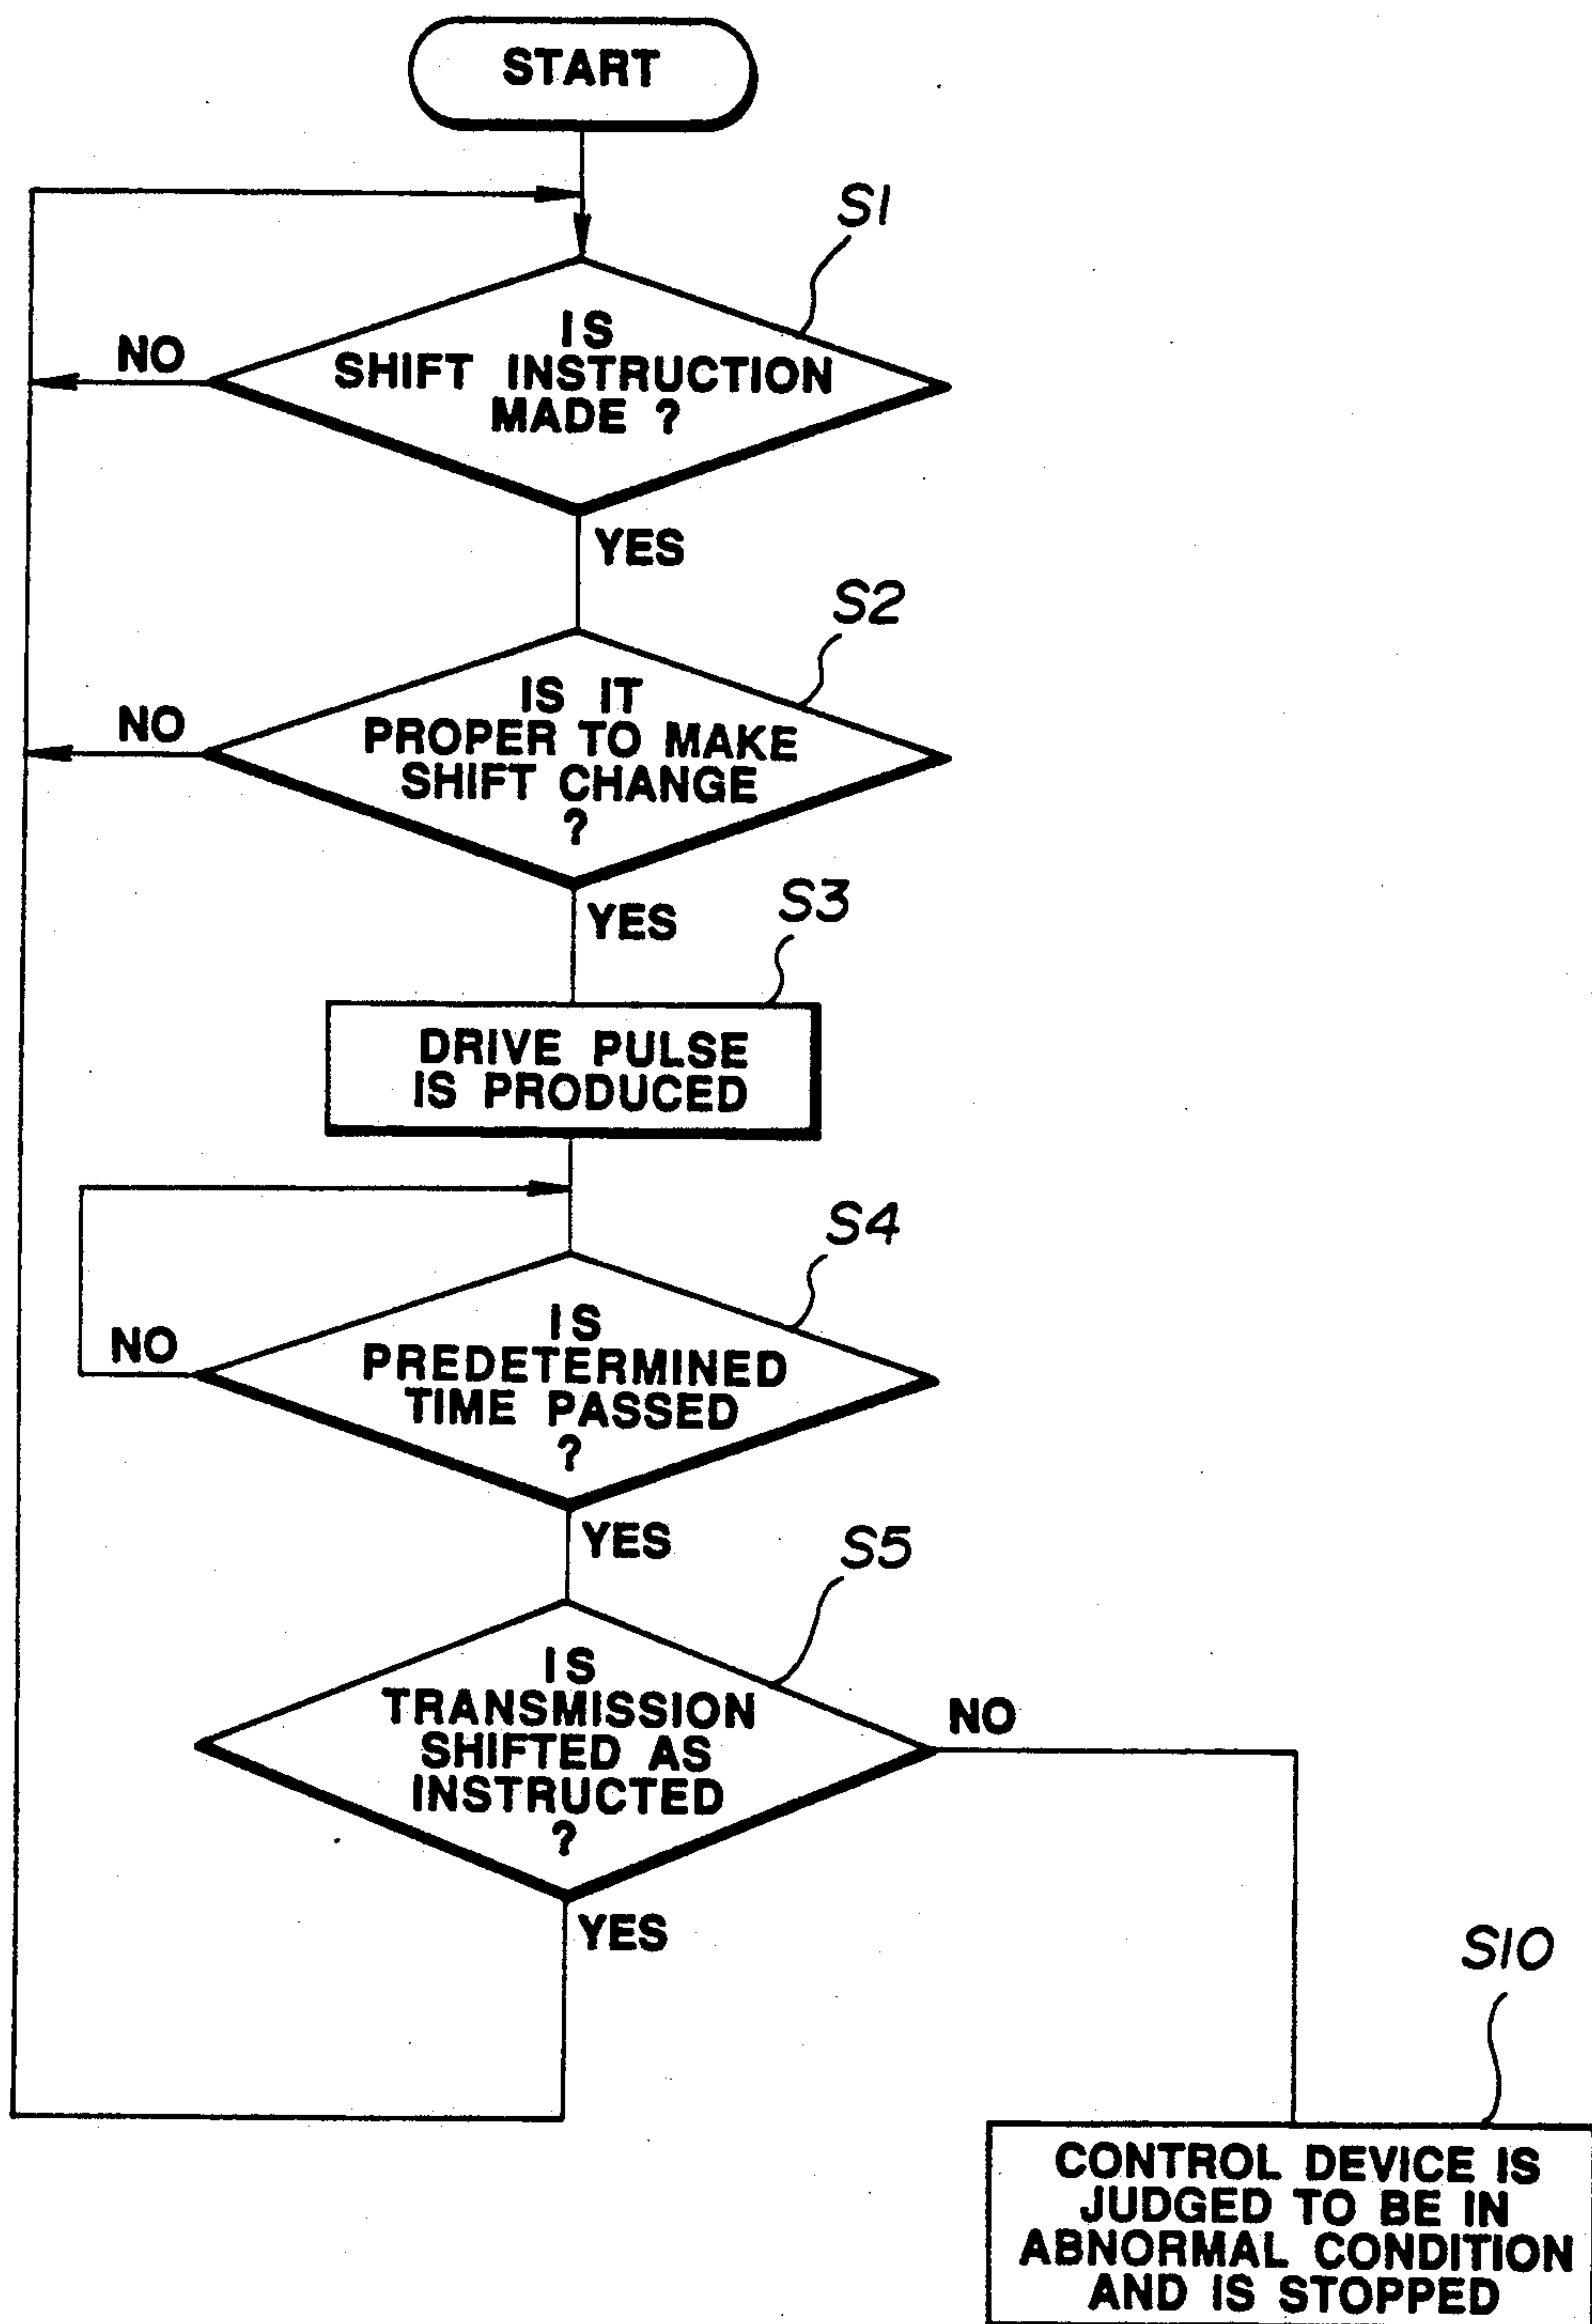 START
S1
IS
SHIFT INSTRUCTION
MADE ?
NO
YES
S2
IS IT
PROPER TO MAKE
SHIFT CHANGE
?
NO
YES
S3
DRIVE PULSE
IS PRODUCED
S4
IS
PREDETERMINED
TIME PASSED
?
NO
YES
S5
IS
TRANSMISSION
SHIFTED AS
INSTRUCTED
?
NO
YES
S10
CONTROL DEVICE IS
JUDGED TO BE IN
ABNORMAL CONDITION
AND IS STOPPED